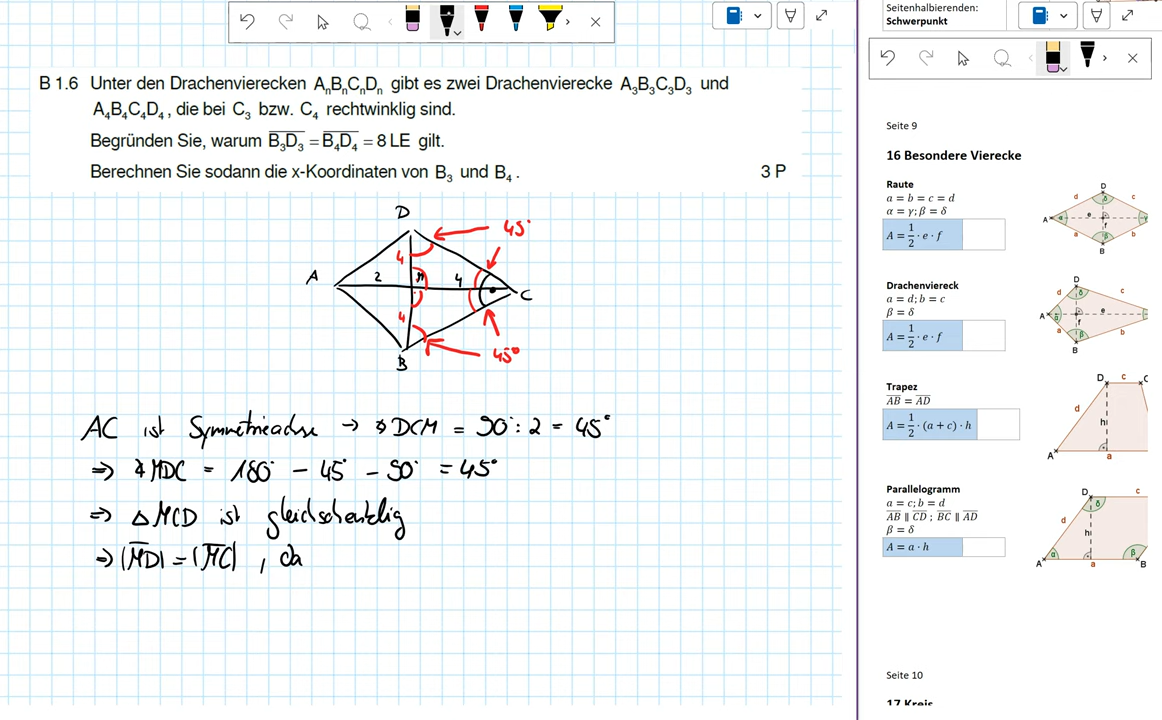 B 1.6 Unter den Drachenvierecken AₙBₙCₙDₙ gibt es zwei Drachenvierecke A₃B₃C₃D₃ und
A₄B₄C₄D₄, die bei C₃ bzw. C₄ rechtwinklig sind.
Begründen Sie, warum B₃D₃ = B₄D₄ = 8 LE gilt.
Berechnen Sie sodann die x-Koordinaten von B₃ und B₄. 3 P
D
45°
4
A 2 M 4 C
4
45°
B
AC ist Symmetrieachse → ∢DCM = 90° : 2 = 45°
⇒ ∢MDC = 180° − 45° − 90° = 45°
⇒ △MCD ist gleichschenklig
⇒ |MD| = |MC| , da
Seitenhalbierenden:
Schwerpunkt
Seite 9
16 Besondere Vierecke
Raute
a = b = c = d
α = γ; β = δ
A = 1/2 · e · f
D
d δ c
A α e f γ
a β b
B
Drachenviereck
a = d; b = c
β = δ
A = 1/2 · e · f
D
d δ c
A α e f
a β b
B
Trapez
AB = AD
A = 1/2 · (a + c) · h
D c C
d h
A a
Parallelogramm
a = c; b = d
AB ∥ CD ; BC ∥ AD
β = δ
A = a · h
D c
δ
d h
A α a β B
Seite 10
17 Kreis